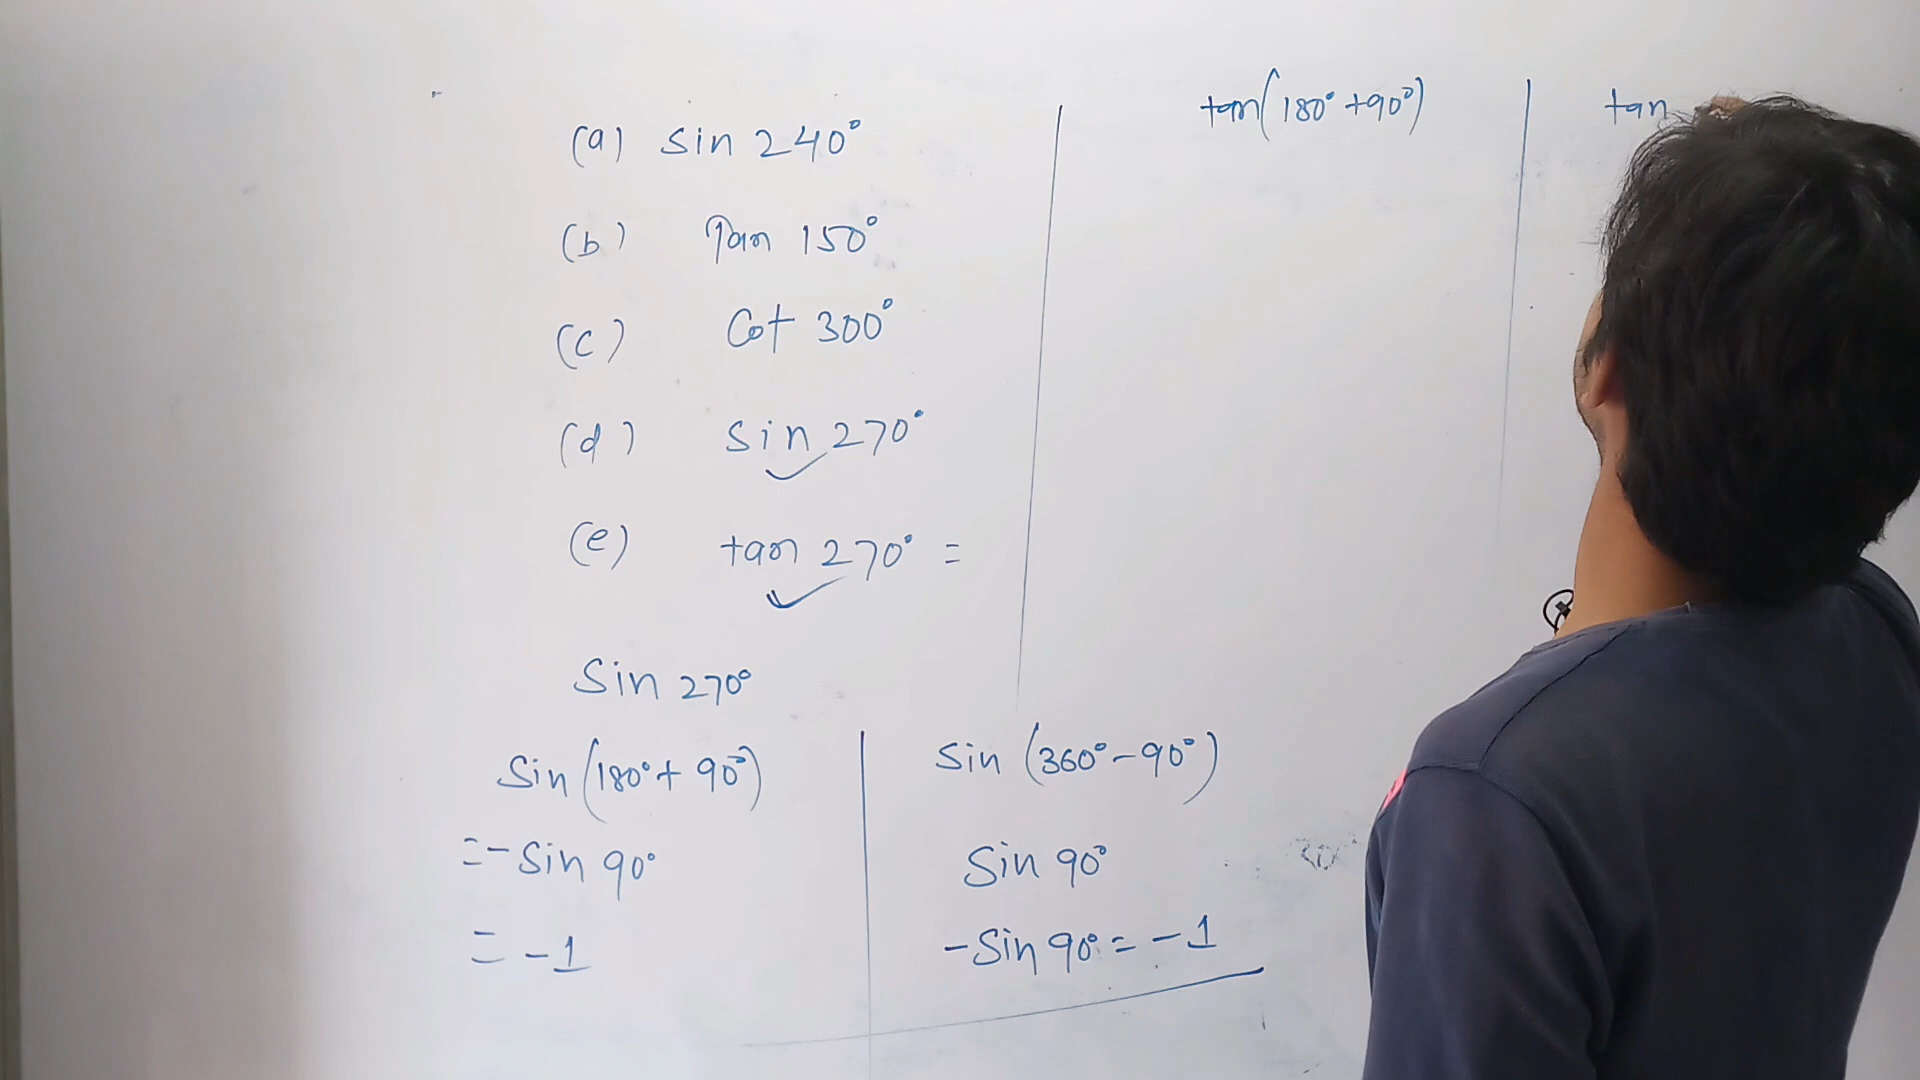 (a) Sin 240°
(b) Tan 150°
(c) Cot 300°
(d) Sin 270°
(e) tan 270° =
Sin 270°
Sin (180° + 90°)
= - Sin 90°
= -1
Sin (360° - 90°)
Sin 90°
- Sin 90° = -1
tan (180° + 90°)
tan